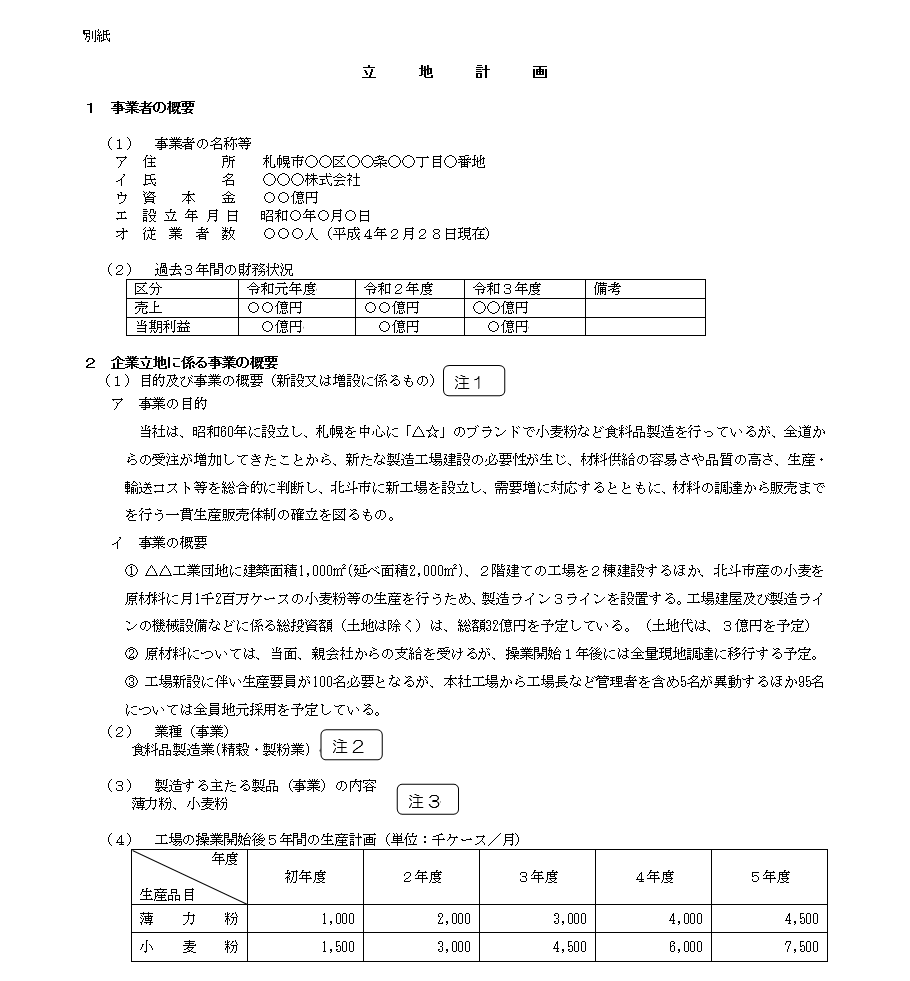 別紙
立　地　計　画
１　事業者の概要
（１）　事業者の名称等
ア　住　　　所　　札幌市○○区○○条○○丁目○番地
イ　氏　　　名　　○○○株式会社
ウ　資　本　金　　○○億円
エ　設立年月日　　昭和○年○月○日
オ　従業者数　　○○○人（平成４年２月２８日現在）
（２）　過去３年間の財務状況
区分　令和元年度　令和２年度　令和３年度　備考
売上　○○億円　○○億円　○○億円
当期利益　○億円　○億円　○億円
２　企業立地に係る事業の概要
（１）目的及び事業の概要（新設又は増設に係るもの）　注１
ア　事業の目的
当社は、昭和60年に設立し、札幌を中心に「△☆」のブランドで小麦粉など食料品製造を行っているが、全道か
らの受注が増加してきたことから、新たな製造工場建設の必要性が生じ、材料供給の容易さや品質の高さ、生産・
輸送コスト等を総合的に判断し、北斗市に新工場を設立し、需要増に対応するとともに、材料の調達から販売まで
を行う一貫生産販売体制の確立を図るもの。
イ　事業の概要
① △△工業団地に建築面積1,000㎡(延べ面積2,000㎡)、２階建ての工場を２棟建設するほか、北斗市産の小麦を
原材料に月1千2百万ケースの小麦粉等の生産を行うため、製造ライン３ラインを設置する。工場建屋及び製造ライ
ンの機械設備などに係る総投資額（土地は除く）は、総額32億円を予定している。（土地代は、３億円を予定）
② 原材料については、当面、親会社からの支給を受けるが、操業開始１年後には全量現地調達に移行する予定。
③ 工場新設に伴い生産要員が100名必要となるが、本社工場から工場長など管理者を含め5名が異動するほか95名
については全員地元採用を予定している。
（２）　業種（事業）
食料品製造業(精穀・製粉業)　注２
（３）　製造する主たる製品（事業）の内容
薄力粉、小麦粉　注３
（４）　工場の操業開始後５年間の生産計画（単位：千ケース／月）
年度
生産品目　初年度　２年度　３年度　４年度　５年度
薄　力　粉　1,000　2,000　3,000　4,000　4,500
小　麦　粉　1,500　3,000　4,500　6,000　7,500